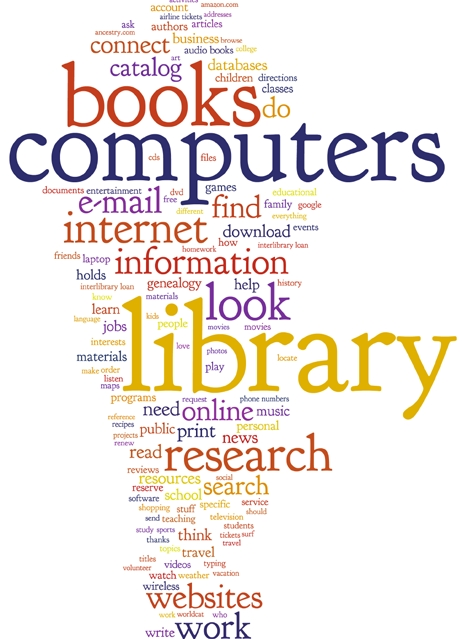 activities
account amazon.com
airline tickets addresses
ask authors articles
ancestry.com
connect business browse
art audio books college
catalog databases
children directions
classes
books do
computers
cds files
documents entertainment dvd games educational
e-mail free find family google
different everything
internet download events
homework how interlibrary loan
friends laptop information
holds genealogy help history
interlibrary loan
know materials look
learn
language jobs kids people movies movies
library
interests love photos
materials play locate
make order
listen
maps
programs request phone numbers
need online music
reference
recipes public print personal
projects news
renew
read research
reviews
resources social
reserve search
software school specific service
shopping stuff should
send teaching television
study sports students
thanks think tickets surf
travel
topics travel
titles videos typing
volunteer
watch weather vacation
wireless
websites
work worldcat who
write work